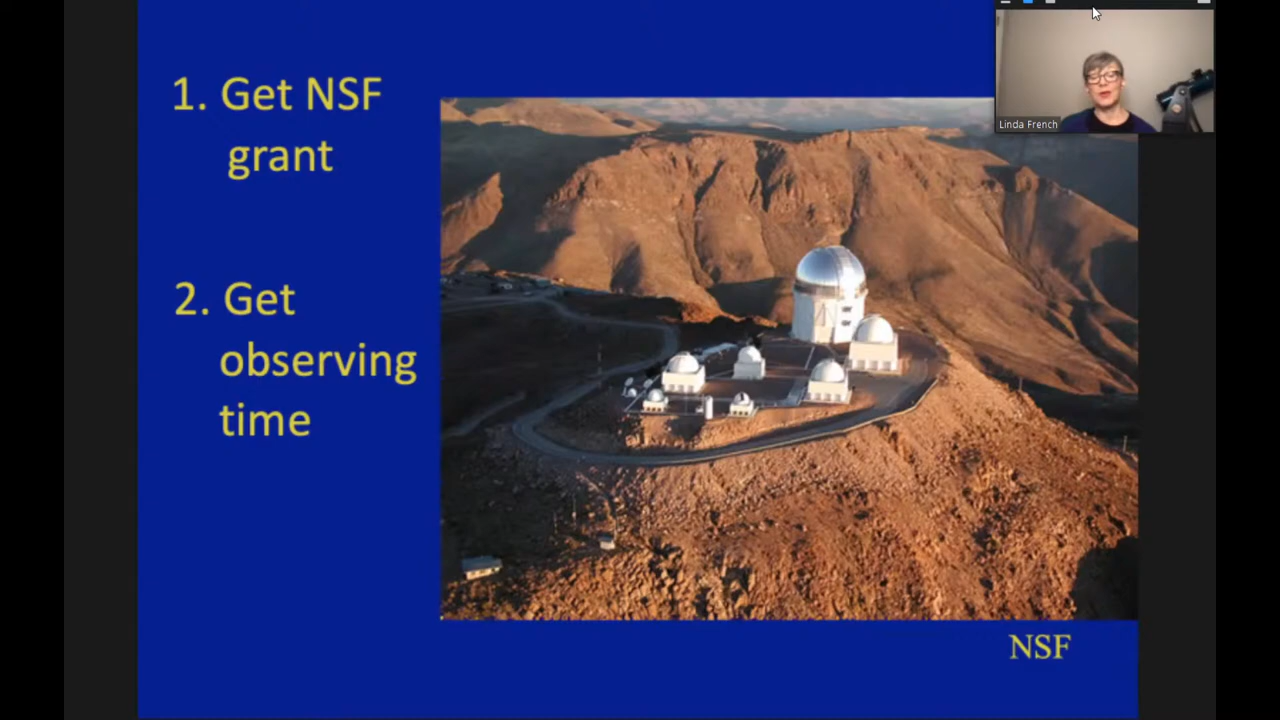 1. Get NSF
grant
2. Get
observing
time
Linda French
NSF